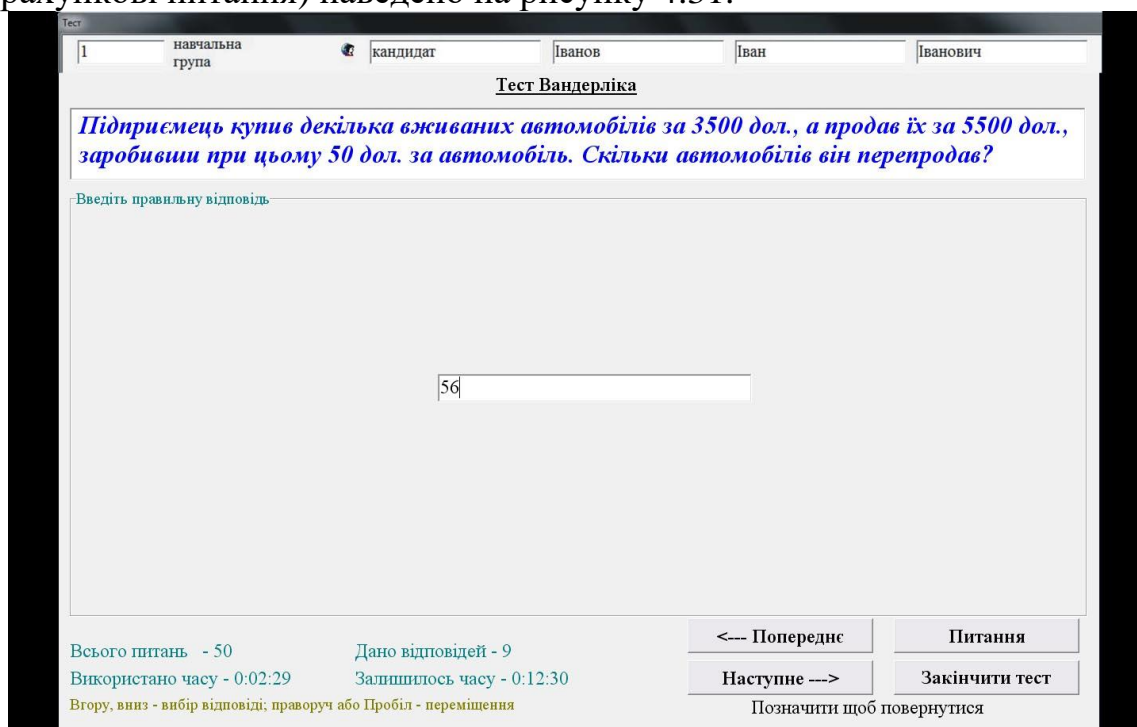 рахункові питання) наведено на рисунку 4.31.
Тест
1 навчальна група кандидат Іванов Іван Іванович
Тест Вандерліка
Підприємець купив декілька вживаних автомобілів за 3500 дол., а продав їх за 5500 дол.,
заробивши при цьому 50 дол. за автомобіль. Скільки автомобілів він перепродав?
Введіть правильну відповідь
56
<--- Попереднє Питання
Всього питань - 50 Дано відповідей - 9
Використано часу - 0:02:29 Залишилось часу - 0:12:30
Наступне ---> Закінчити тест
Вгору, вниз - вибір відповіді; праворуч або Пробіл - переміщення
Позначити щоб повернутися